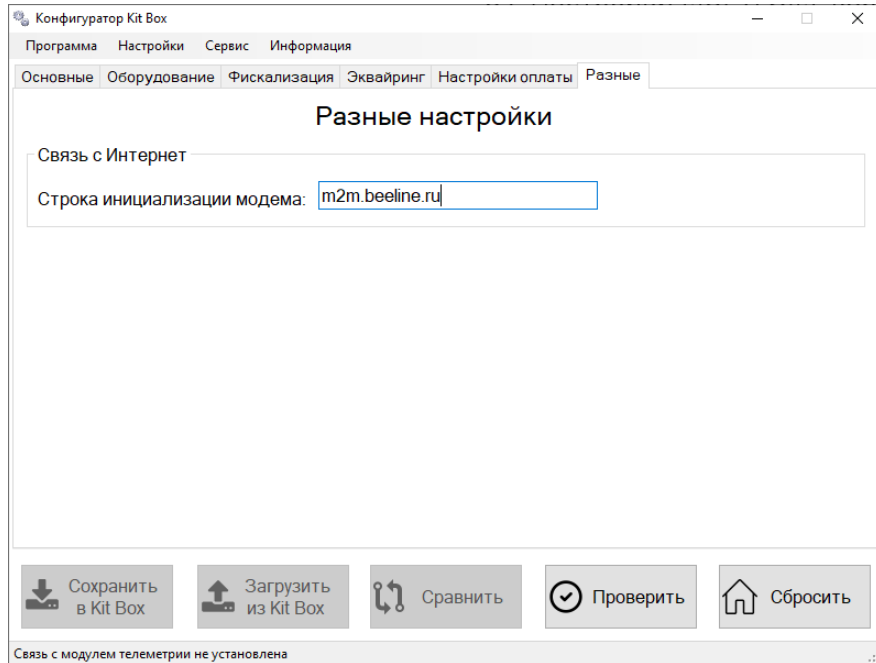 Конфигуратор Kit Box
Программа Настройки Сервис Информация
Основные Оборудование Фискализация Эквайринг Настройки оплаты Разные
Разные настройки
Связь с Интернет
Строка инициализации модема: m2m.beeline.ru
Сохранить в Kit Box
Загрузить из Kit Box
Сравнить
Проверить
Сбросить
Связь с модулем телеметрии не установлена